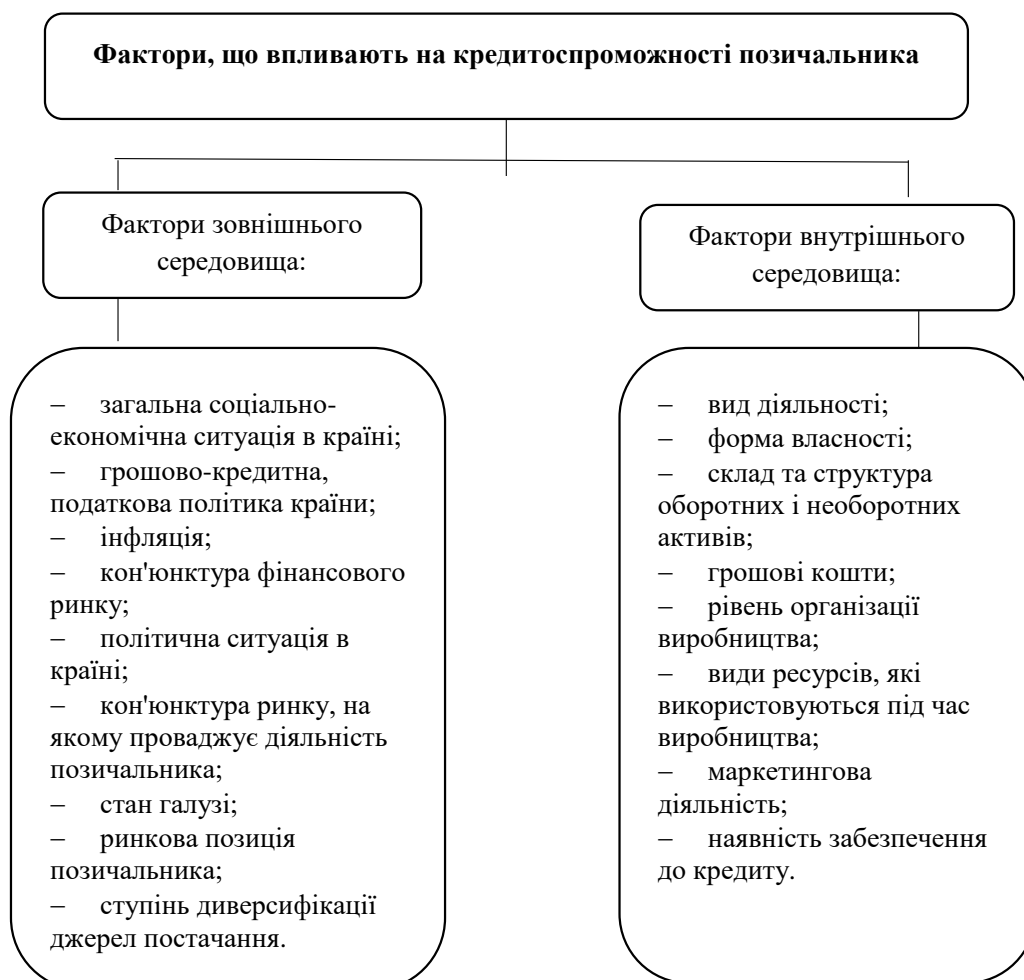 Фактори, що впливають на кредитоспроможності позичальника
Фактори зовнішнього
середовища:
– загальна соціально-
економічна ситуація в країні;
– грошово-кредитна,
податкова політика країни;
– інфляція;
– кон'юнктура фінансового
ринку;
– політична ситуація в
країні;
– кон'юнктура ринку, на
якому проваджує діяльність
позичальника;
– стан галузі;
– ринкова позиція
позичальника;
– ступінь диверсифікації
джерел постачання.
Фактори внутрішнього
середовища:
– вид діяльності;
– форма власності;
– склад та структура
оборотних і необоротних
активів;
– грошові кошти;
– рівень організації
виробництва;
– види ресурсів, які
використовуються під час
виробництва;
– маркетингова
діяльність;
– наявність забезпечення
до кредиту.